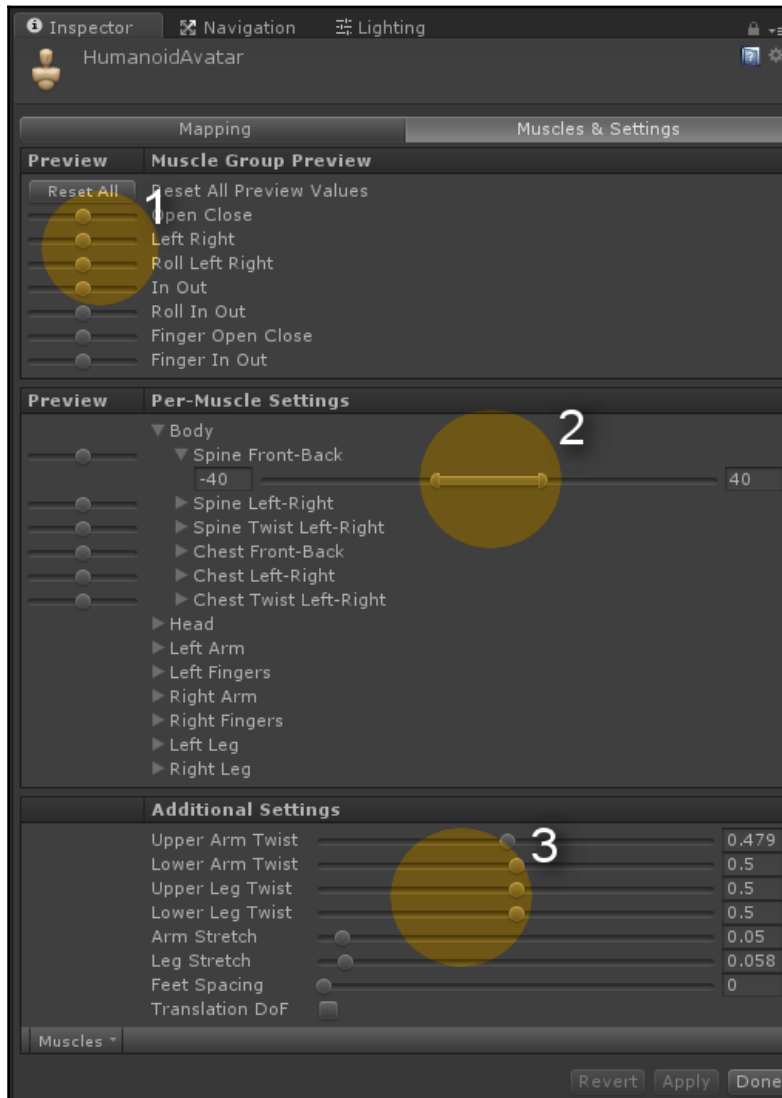 Inspector Navigation Lighting
HumanoidAvatar
Mapping Muscles & Settings
Preview Muscle Group Preview
Reset All Reset All Preview Values
1
Open Close
Left Right
Roll Left Right
In Out
Roll In Out
Finger Open Close
Finger In Out
Preview Per-Muscle Settings
2
Body
Spine Front-Back
-40 40
Spine Left-Right
Spine Twist Left-Right
Chest Front-Back
Chest Left-Right
Chest Twist Left-Right
Head
Left Arm
Left Fingers
Right Arm
Right Fingers
Left Leg
Right Leg
Additional Settings
Upper Arm Twist 0.479
3
Lower Arm Twist 0.5
Upper Leg Twist 0.5
Lower Leg Twist 0.5
Arm Stretch 0.05
Leg Stretch 0.058
Feet Spacing 0
Translation DoF
Muscles
Revert Apply Done